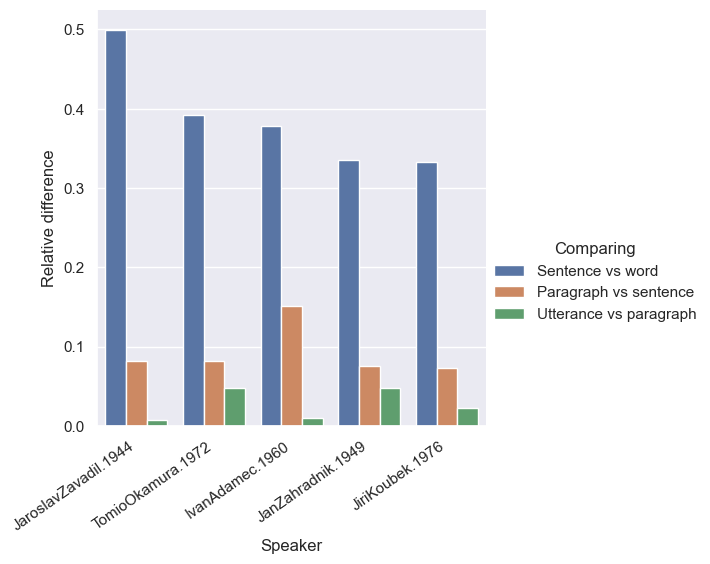 0.5
0.4
0.3
0.2
0.1
0.0
Relative difference
JaroslavZavadil.1944
TomioOkamura.1972
IvanAdamec.1960
JanZahradnik.1949
JiriKoubek.1976
Speaker
Comparing
Sentence vs word
Paragraph vs sentence
Utterance vs paragraph